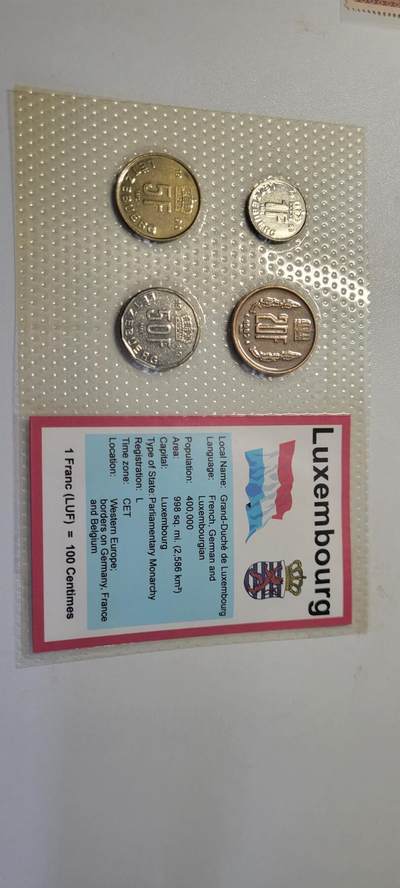 5F
1F
50F
20F
Luxembourg
Local Name: Grand-Duché de Luxembourg
Language: French, German and
Luxembourgian
Population: 400.000
Area: 998 sq. mi. (2,586 km²)
Capital: Luxembourg
Type of State: Parliamentary Monarchy
Registration: L
Time zone: CET
Location: Western Europe;
borders on Germany, France
and Belgium
1 Franc (LUF) = 100 Centimes